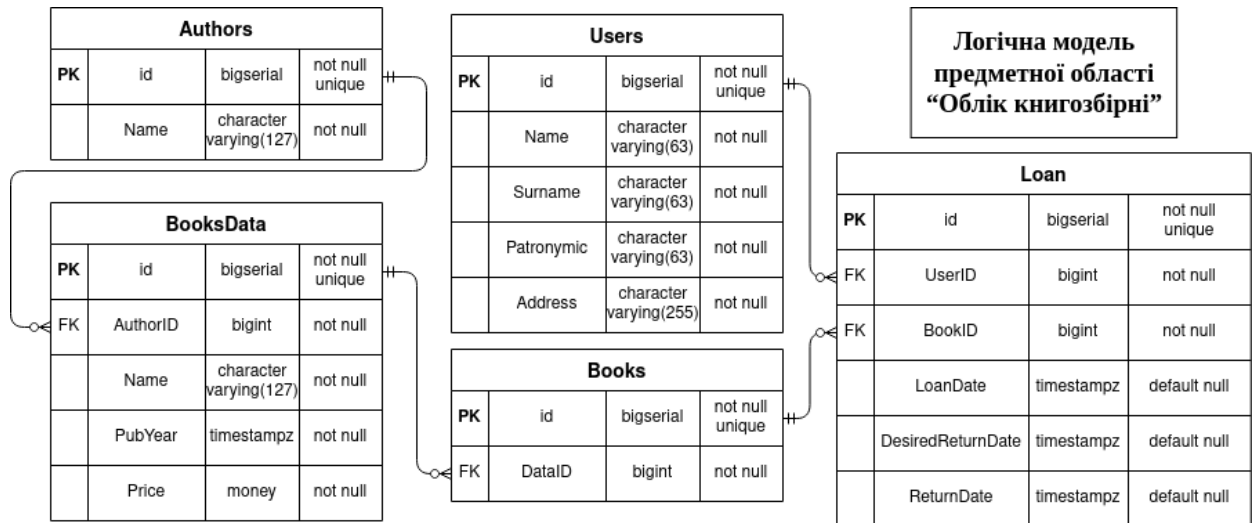 Authors
PK id bigserial not null
unique
Name character
varying(127) not null
BooksData
PK id bigserial not null
unique
FK AuthorID bigint not null
Name character
varying(127) not null
PubYear timestampz not null
Price money not null
Users
PK id bigserial not null
unique
Name character
varying(63) not null
Surname character
varying(63) not null
Patronymic character
varying(63) not null
Address character
varying(255) not null
Books
PK id bigserial not null
unique
FK DataID bigint not null
Логічна модель
предметної області
“Облік книгозбірні”
Loan
PK id bigserial not null
unique
FK UserID bigint not null
FK BookID bigint not null
LoanDate timestampz default null
DesiredReturnDate timestampz default null
ReturnDate timestampz default null